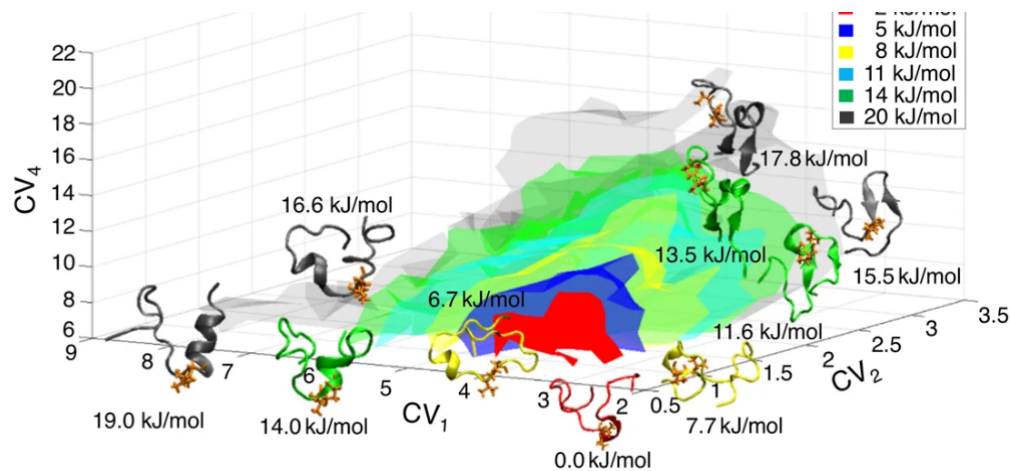 5 kJ/mol
8 kJ/mol
11 kJ/mol
14 kJ/mol
20 kJ/mol
22
20
18
16
14
12
10
8
6
CV4
9
8
7
6
5
4
3
2
CV1
0.5
1
1.5
2
2.5
3
3.5
CV2
17.8 kJ/mol
16.6 kJ/mol
13.5 kJ/mol
15.5 kJ/mol
6.7 kJ/mol
11.6 kJ/mol
19.0 kJ/mol
14.0 kJ/mol
7.7 kJ/mol
0.0 kJ/mol